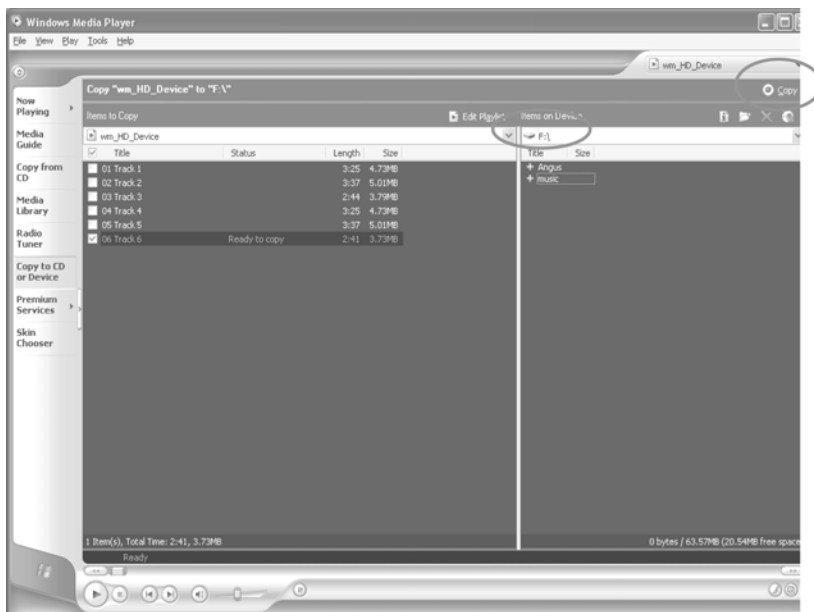 Windows Media Player
File View Play Tools Help
wm_HD_Device
Copy "wm_HD_Device" to "F:\"
Copy
Now Playing
Media Guide
Copy from CD
Media Library
Radio Tuner
Copy to CD or Device
Premium Services
Skin Chooser
Items to Copy
Edit Playlist
Items on Device
wm_HD_Device
F:\
Title Status Length Size
Title Size
01 Track 1 3:25 4.73MB
02 Track 2 3:37 5.01MB
03 Track 3 2:44 3.79MB
04 Track 4 3:25 4.73MB
05 Track 5 3:37 5.01MB
06 Track 6 Ready to copy 2:41 3.73MB
Angus
music
1 Item(s), Total Time: 2:41, 3.73MB
0 bytes / 63.57MB (20.54MB free space
Ready